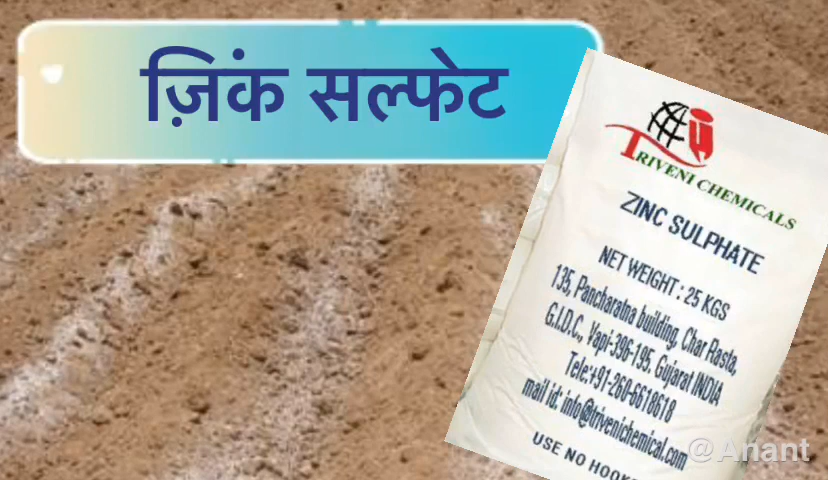 ज़िंक सल्फेट
TRIVENI CHEMICALS
ZINC SULPHATE
NET WEIGHT : 25 KGS
135, Pancharatna building, Char Rasta,
G.I.D.C., Vapi-396-195. Gujarat INDIA
Tele:+91-260-6618618
mail id: info@trivenichemical.com
USE NO HOOKS
@Anant